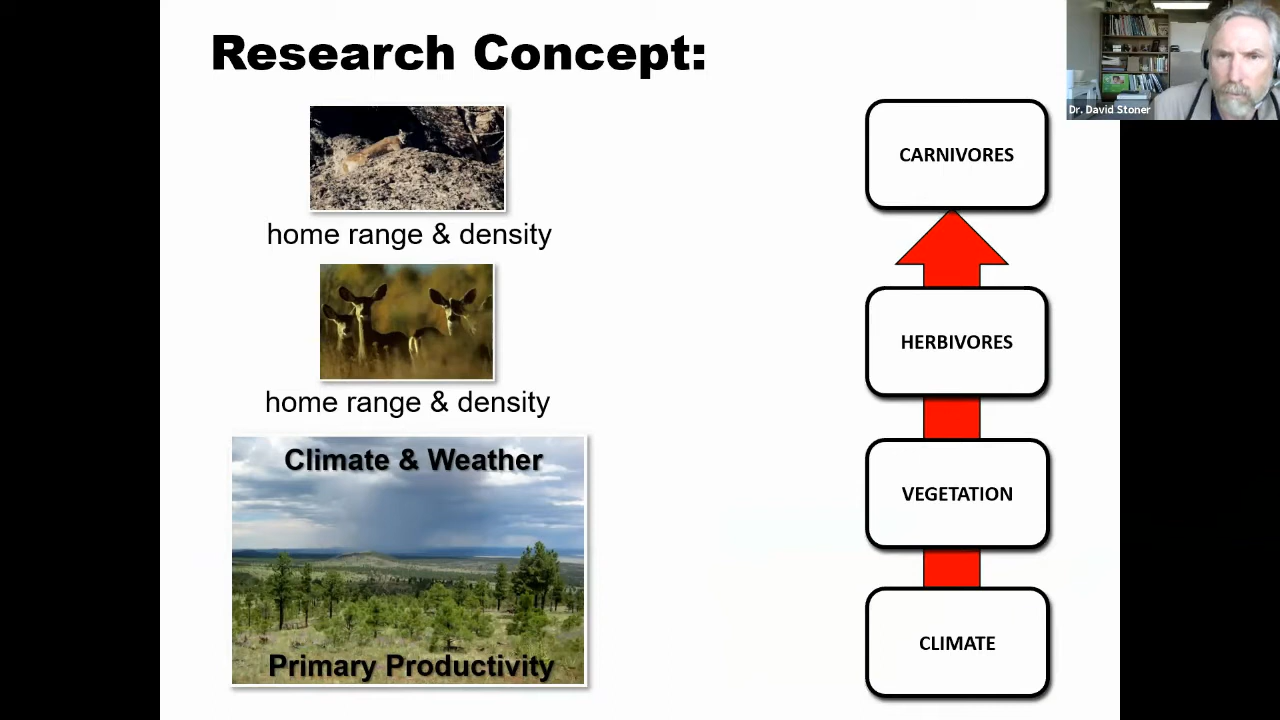 Research Concept:
Dr. David Stoner
CARNIVORES
home range & density
HERBIVORES
home range & density
Climate & Weather
VEGETATION
CLIMATE
Primary Productivity